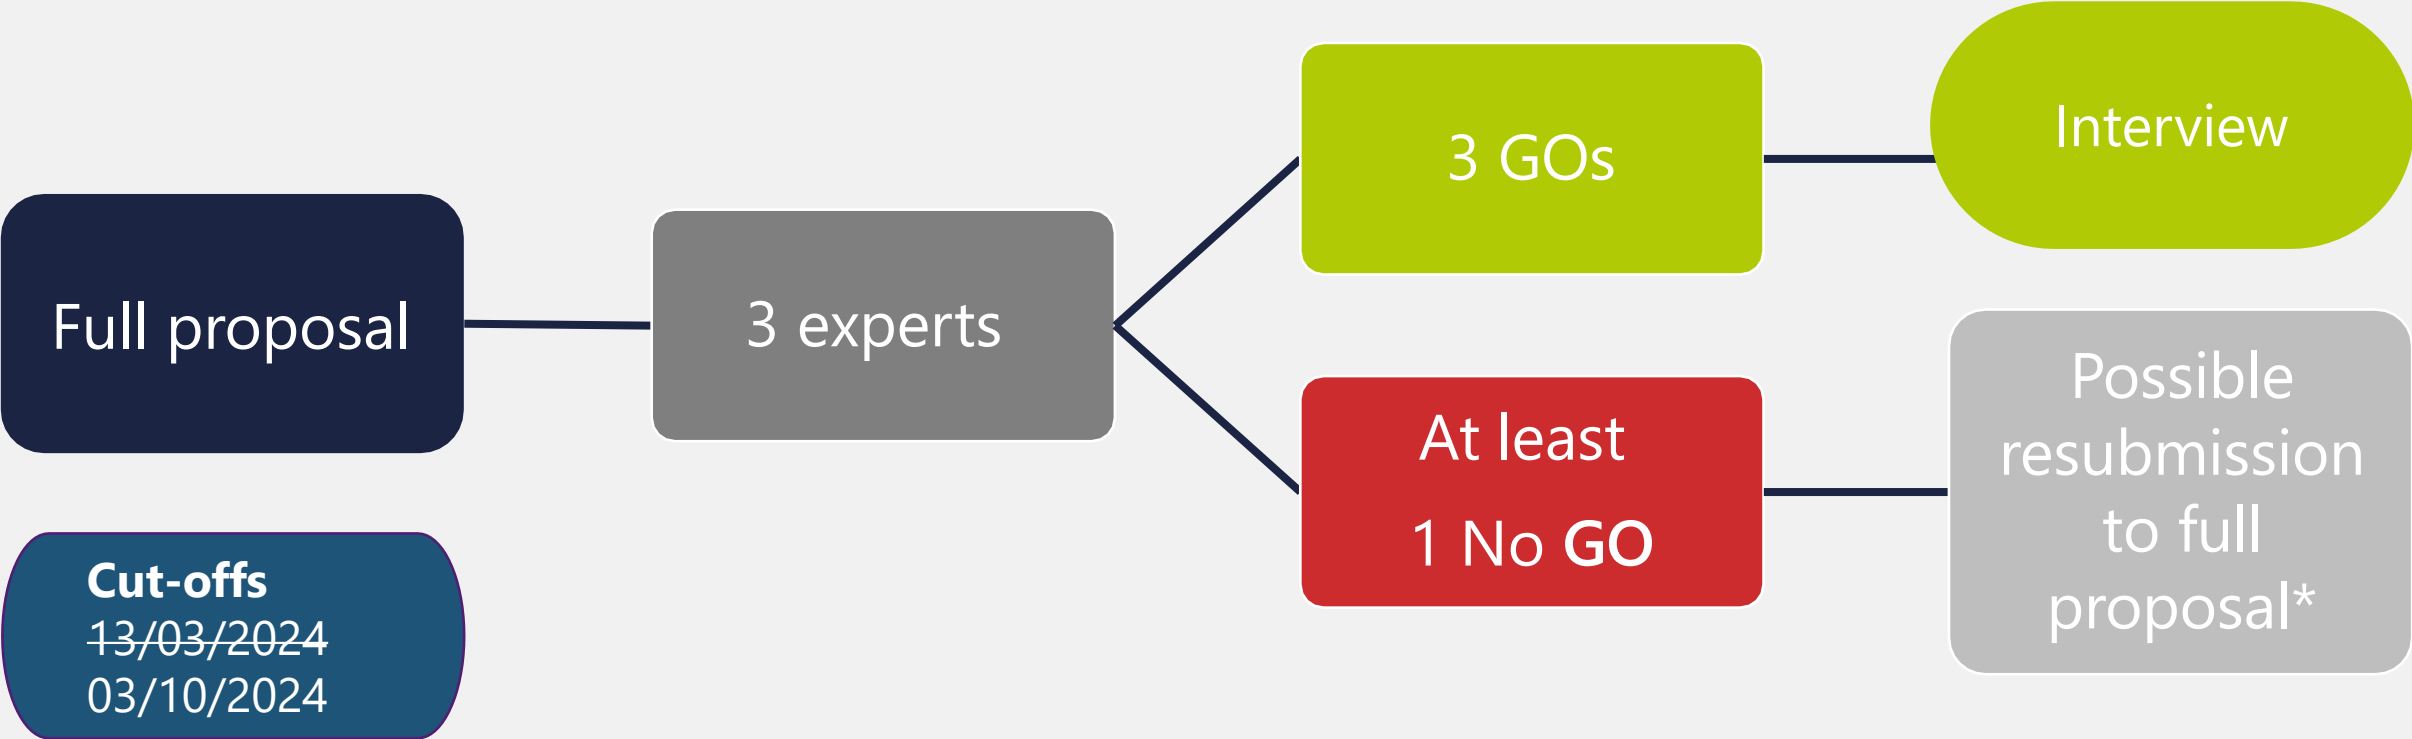 Full proposal
Cut-offs
13/03/2024
03/10/2024
3 experts
3 GOs
Interview
At least
1 No GO
Possible
resubmission
to full
proposal*